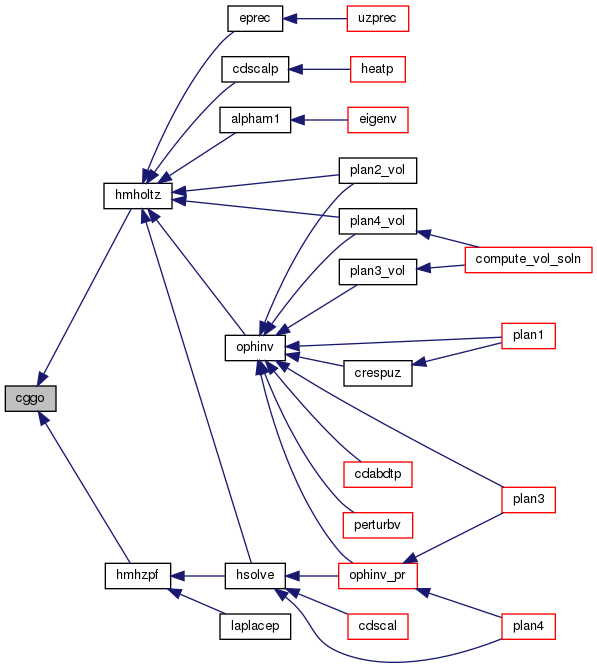 eprec
uzprec
cdscalp
heatp
alpham1
eigenv
plan2_vol
hmholtz
plan4_vol
compute_vol_soln
plan3_vol
plan1
ophinv
crespuz
cggo
cdabdtp
plan3
perturbv
hmhzpf
hsolve
ophinv_pr
laplacep
cdscal
plan4